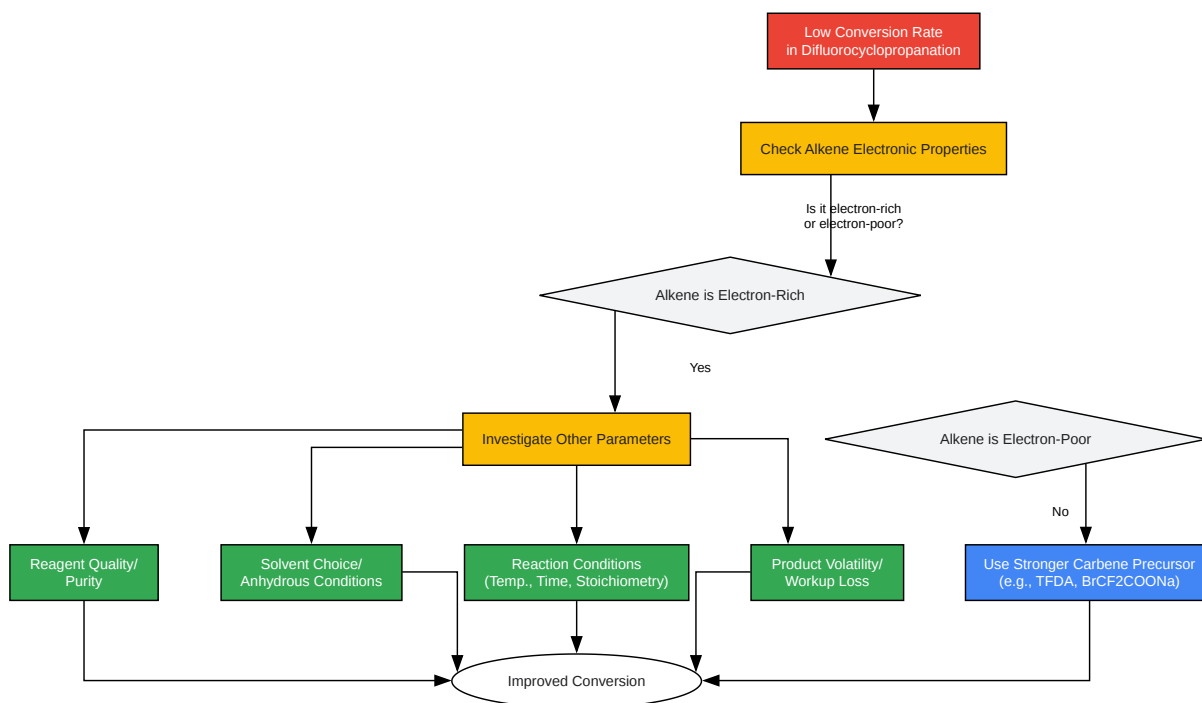 Low Conversion Rate
in Difluorocyclopropanation
Check Alkene Electronic Properties
Is it electron-rich
or electron-poor?
Alkene is Electron-Rich
Yes
Investigate Other Parameters
Alkene is Electron-Poor
No
Reagent Quality/
Purity
Solvent Choice/
Anhydrous Conditions
Reaction Conditions
(Temp., Time, Stoichiometry)
Product Volatility/
Workup Loss
Use Stronger Carbene Precursor
(e.g., TFDA, BrCF2COONa)
Improved Conversion